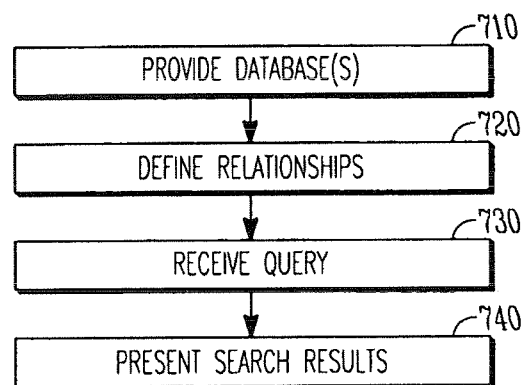 710
PROVIDE DATABASE(S)
720
DEFINE RELATIONSHIPS
730
RECEIVE QUERY
740
PRESENT SEARCH RESULTS